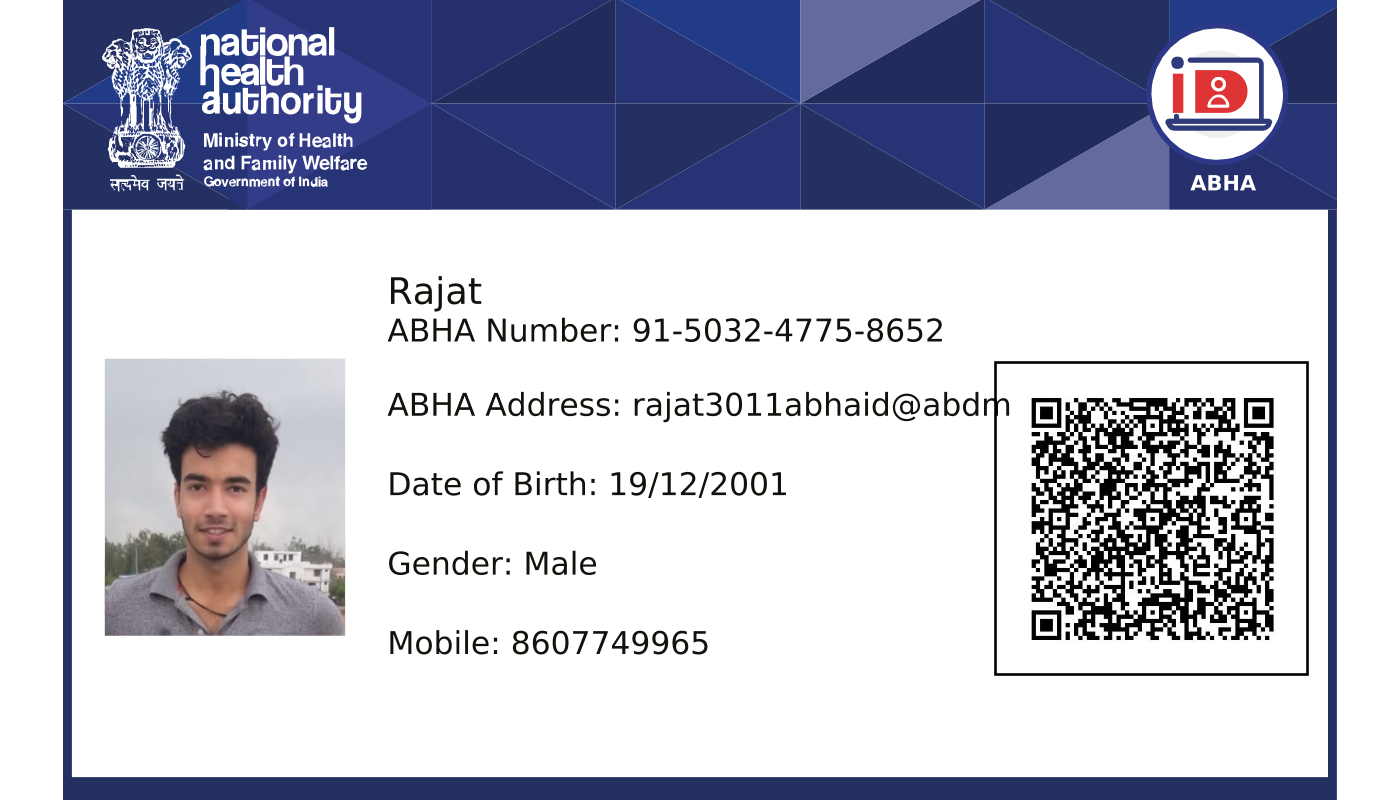 national
health
authority
Ministry of Health
and Family Welfare
Government of India
सत्यमेव जयते
iD
ABHA
Rajat
ABHA Number: 91-5032-4775-8652
ABHA Address: rajat3011abhaid@abdm
Date of Birth: 19/12/2001
Gender: Male
Mobile: 8607749965